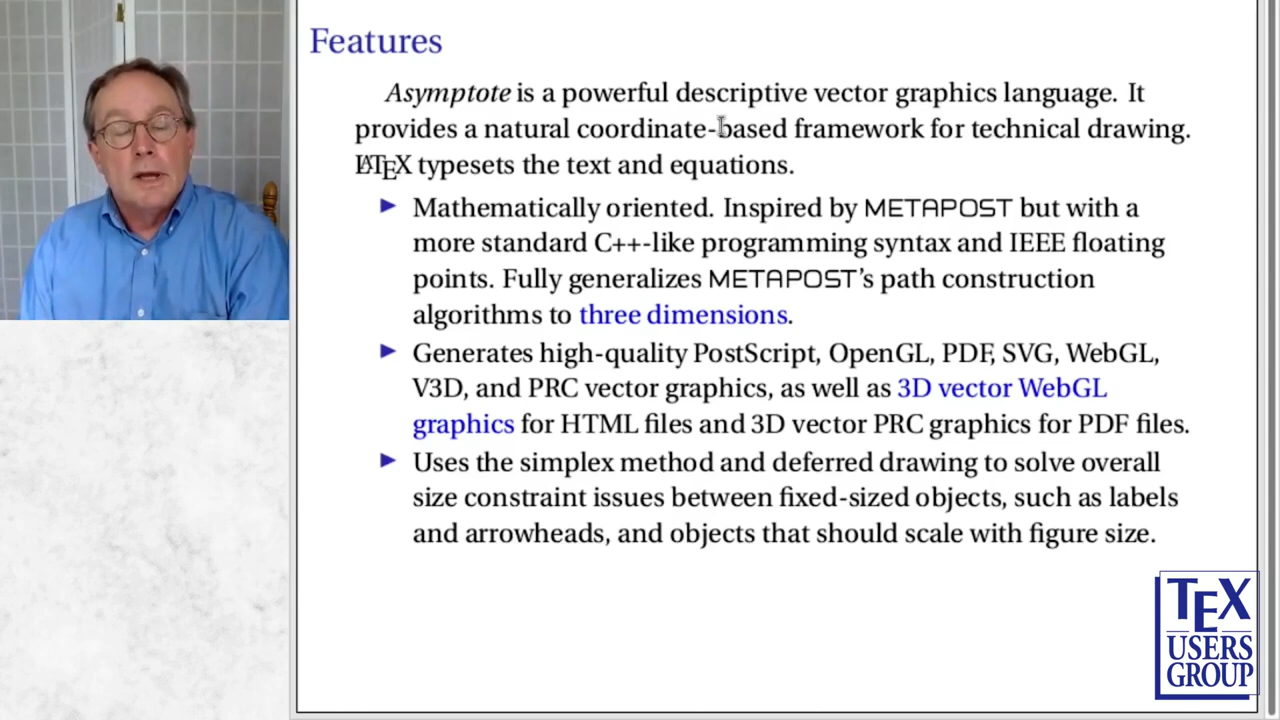 Features
Asymptote is a powerful descriptive vector graphics language. It
provides a natural coordinate-based framework for technical drawing.
LATEX typesets the text and equations.
► Mathematically oriented. Inspired by METAPOST but with a
more standard C++-like programming syntax and IEEE floating
points. Fully generalizes METAPOST's path construction
algorithms to three dimensions.
► Generates high-quality PostScript, OpenGL, PDF, SVG, WebGL,
V3D, and PRC vector graphics, as well as 3D vector WebGL
graphics for HTML files and 3D vector PRC graphics for PDF files.
► Uses the simplex method and deferred drawing to solve overall
size constraint issues between fixed-sized objects, such as labels
and arrowheads, and objects that should scale with figure size.
TEX
USERS
GROUP